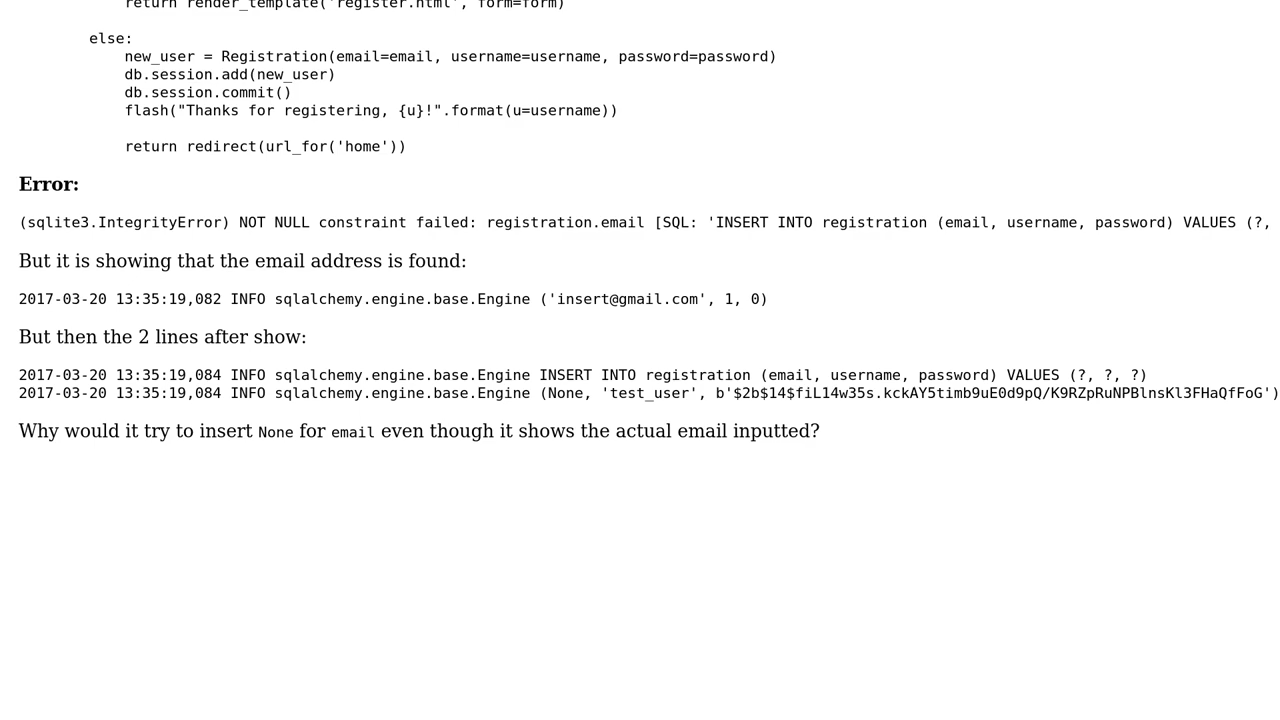 return render_template('register.html', form=form)
else:
new_user = Registration(email=email, username=username, password=password)
db.session.add(new_user)
db.session.commit()
flash("Thanks for registering, {u}!".format(u=username))
return redirect(url_for('home'))
Error:
(sqlite3.IntegrityError) NOT NULL constraint failed: registration.email [SQL: 'INSERT INTO registration (email, username, password) VALUES (?,
But it is showing that the email address is found:
2017-03-20 13:35:19,082 INFO sqlalchemy.engine.base.Engine ('insert@gmail.com', 1, 0)
But then the 2 lines after show:
2017-03-20 13:35:19,084 INFO sqlalchemy.engine.base.Engine INSERT INTO registration (email, username, password) VALUES (?, ?, ?)
2017-03-20 13:35:19,084 INFO sqlalchemy.engine.base.Engine (None, 'test_user', b'$2b$14$fiL14w35s.kckAY5timb9uE0d9pQ/K9RZpRuNPBlnsKl3FHaQfFoG')
Why would it try to insert None for email even though it shows the actual email inputted?